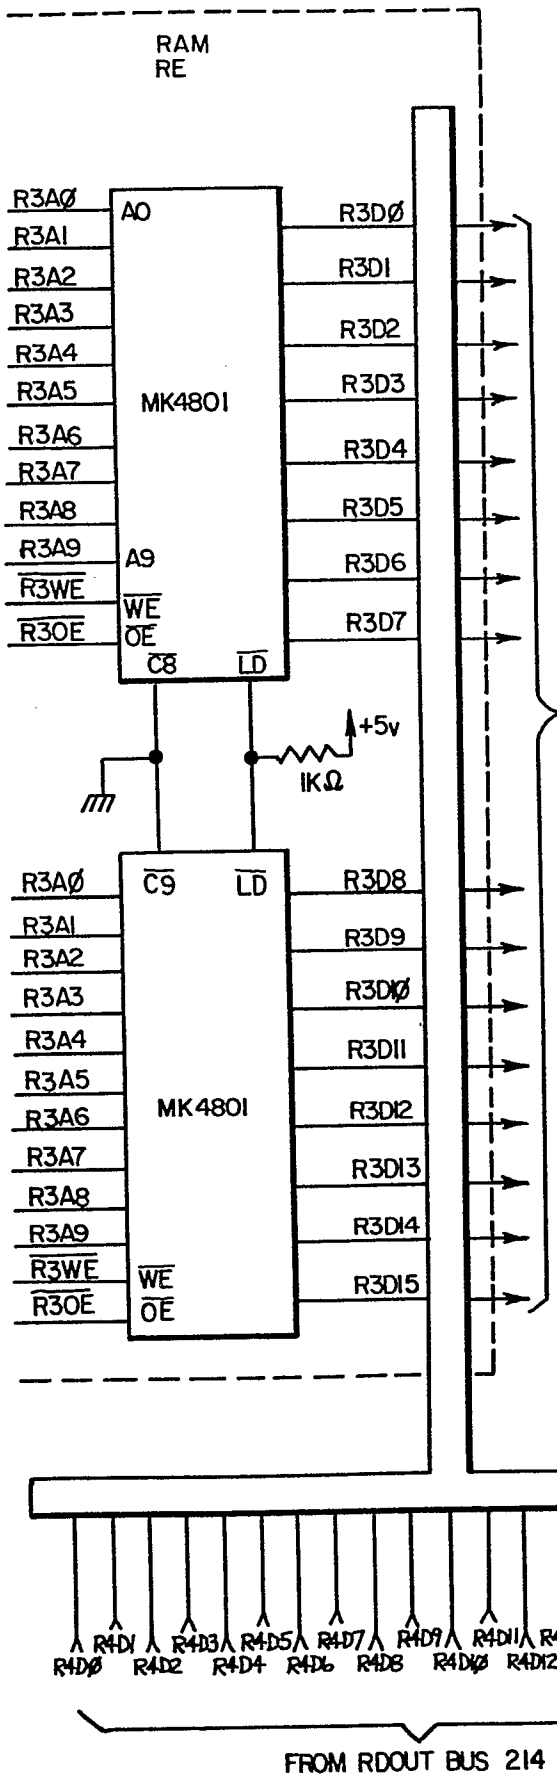 RAM
RE
R3AØ A0 R3DØ
R3A1 R3D1
R3A2 R3D2
R3A3 R3D3
R3A4 MK4801
R3A5
R3A6 R3D4
R3A7
R3A8 R3D5
R3A9 A9 R3D6
R3WE WE
R3OE OE R3D7
C8 LD
+5v
1KΩ
R3AØ C9 LD R3D8
R3A1 R3D9
R3A2
R3A3 R3D1Ø
R3A4 R3D11
R3A5
R3A6 MK4801 R3D12
R3A7 R3D13
R3A8
R3A9 R3D14
R3WE WE
R3OE OE R3D15
R4DØ R4D1 R4D2 R4D3 R4D4 R4D5 R4D6 R4D7 R4D8 R4D9 R4D1Ø R4D11 R4D12
FROM RDOUT BUS 214